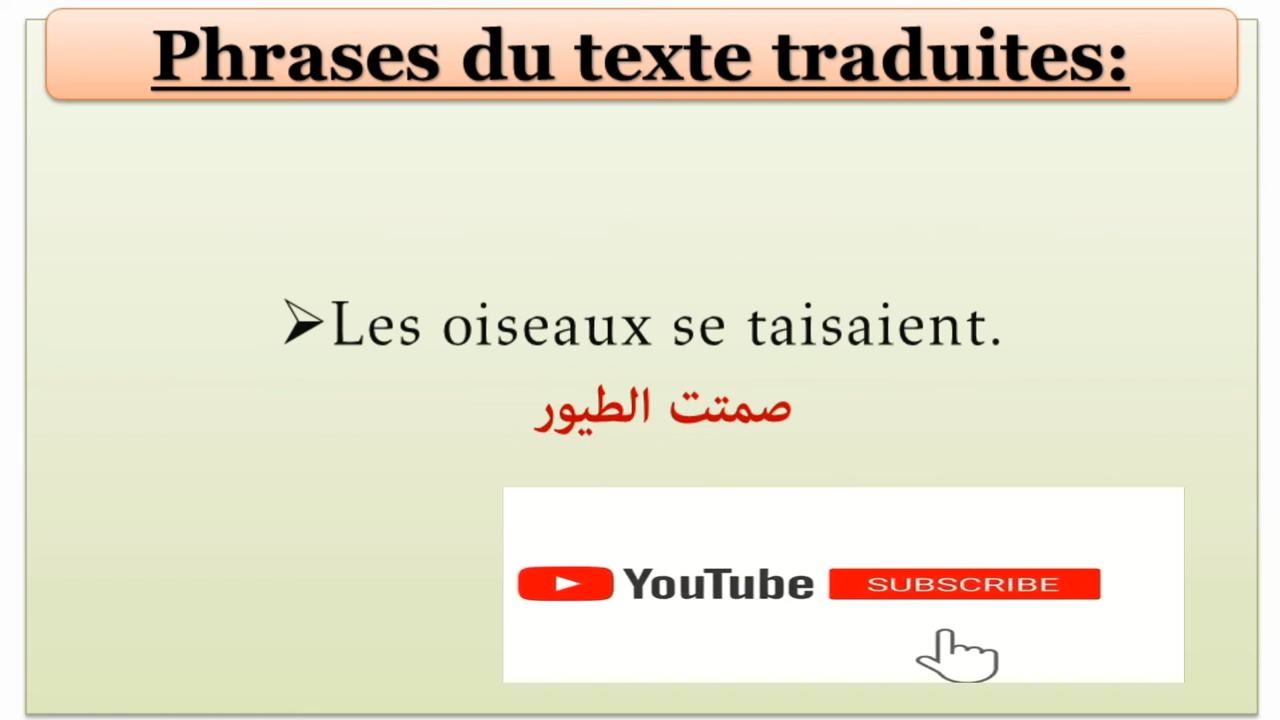 Phrases du texte traduites:
➢Les oiseaux se taisaient.
صمتت الطيور
YouTube SUBSCRIBE